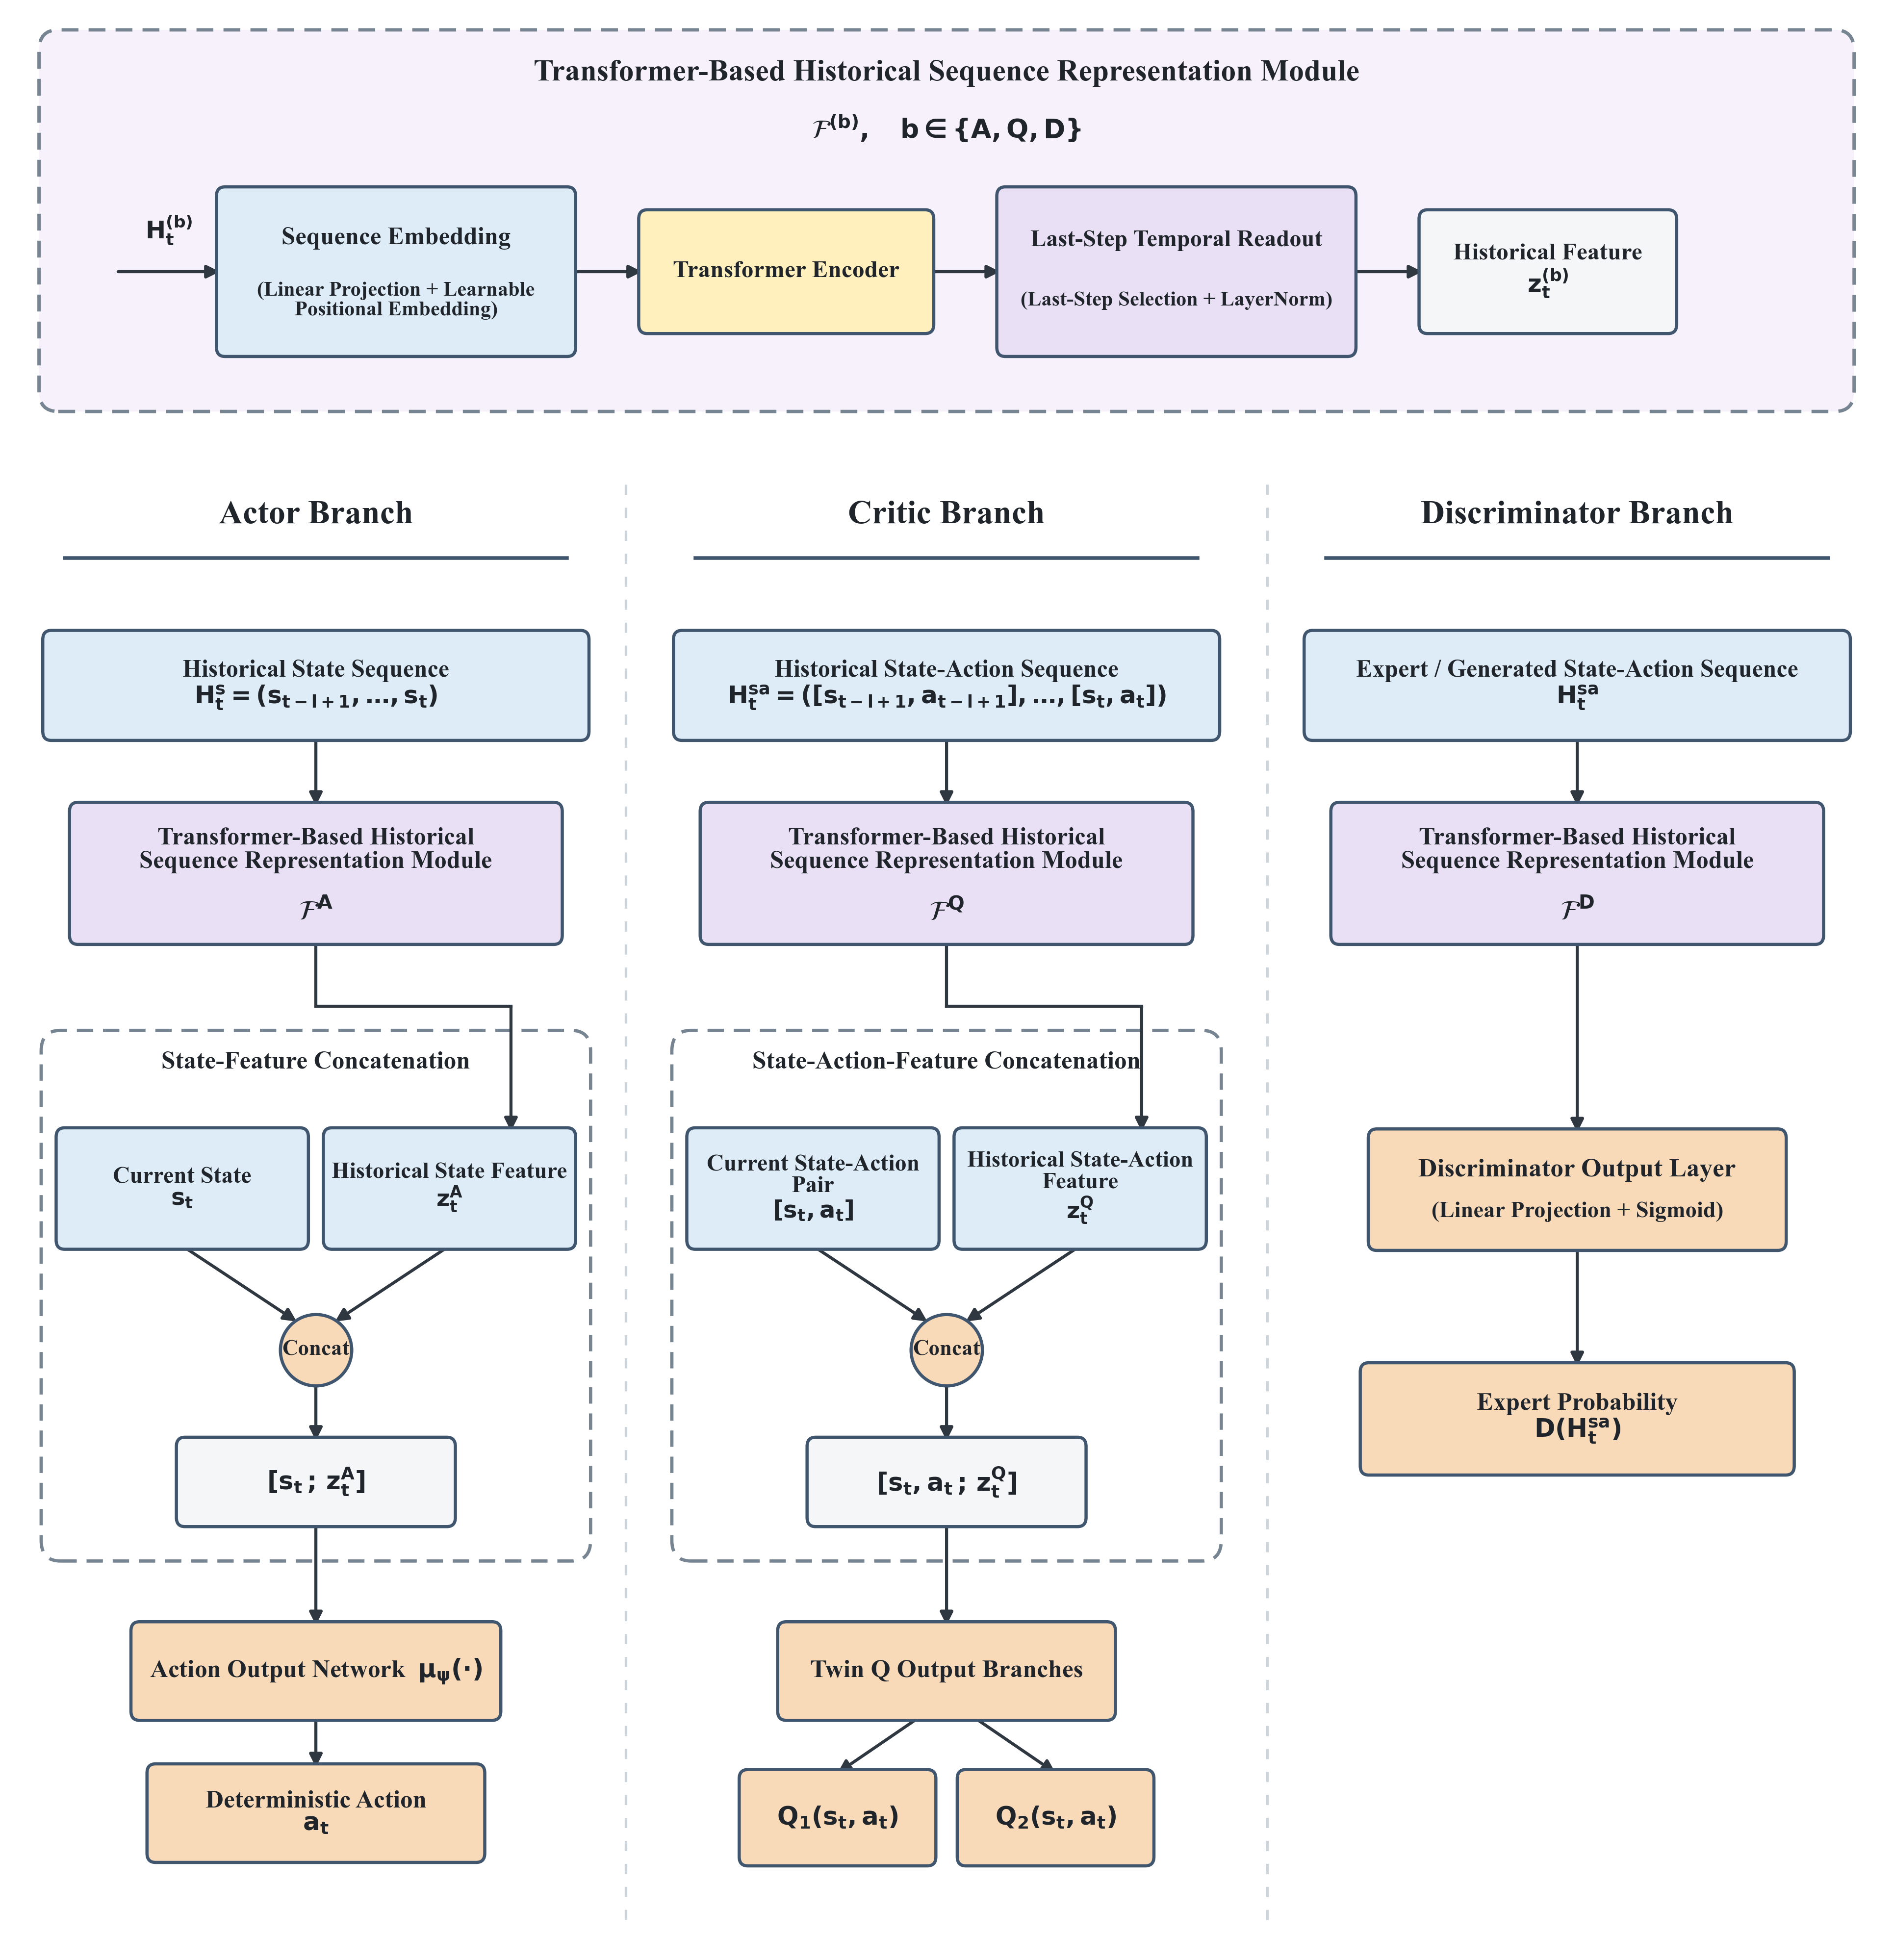 Transformer-Based Historical Sequence Representation Module
𝓕^(b),  b ∈ {A, Q, D}
H_t^(b)
Sequence Embedding
(Linear Projection + Learnable
Positional Embedding)
Transformer Encoder
Last-Step Temporal Readout
(Last-Step Selection + LayerNorm)
Historical Feature
z_t^(b)
Actor Branch
Historical State Sequence
H_t^s = (s_{t−l+1}, ..., s_t)
Transformer-Based Historical
Sequence Representation Module
𝓕^A
State-Feature Concatenation
Current State
s_t
Historical State Feature
z_t^A
Concat
[s_t ; z_t^A]
Action Output Network μ_ψ(·)
Deterministic Action
a_t
Critic Branch
Historical State-Action Sequence
H_t^sa = ([s_{t−l+1}, a_{t−l+1}], ..., [s_t, a_t])
Transformer-Based Historical
Sequence Representation Module
𝓕^Q
State-Action-Feature Concatenation
Current State-Action
Pair
[s_t, a_t]
Historical State-Action
Feature
z_t^Q
Concat
[s_t, a_t ; z_t^Q]
Twin Q Output Branches
Q_1(s_t, a_t)
Q_2(s_t, a_t)
Discriminator Branch
Expert / Generated State-Action Sequence
H_t^sa
Transformer-Based Historical
Sequence Representation Module
𝓕^D
Discriminator Output Layer
(Linear Projection + Sigmoid)
Expert Probability
D(H_t^sa)